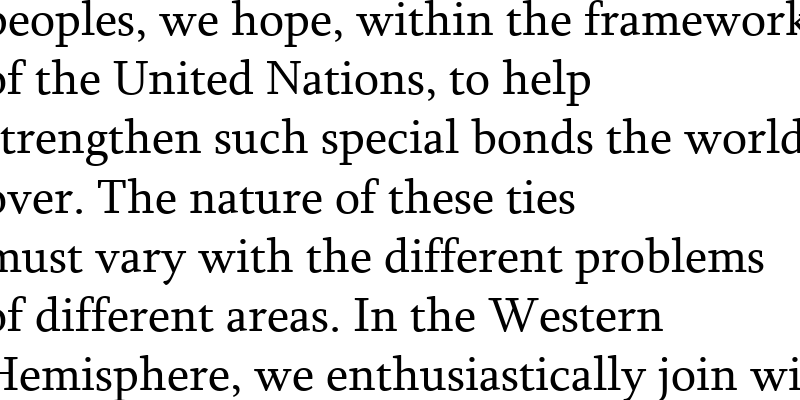 peoples, we hope, within the framework
of the United Nations, to help
strengthen such special bonds the world
over. The nature of these ties
must vary with the different problems
of different areas. In the Western
Hemisphere, we enthusiastically join wi